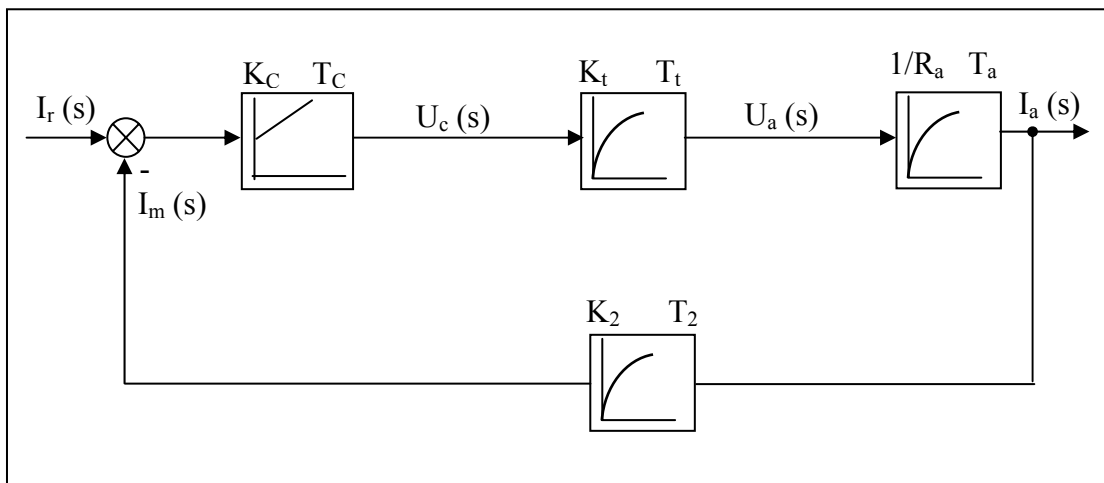 K_C T_C
K_t T_t
1/R_a T_a
I_r (s)
U_c (s)
U_a (s)
I_a (s)
-
I_m (s)
K_2 T_2